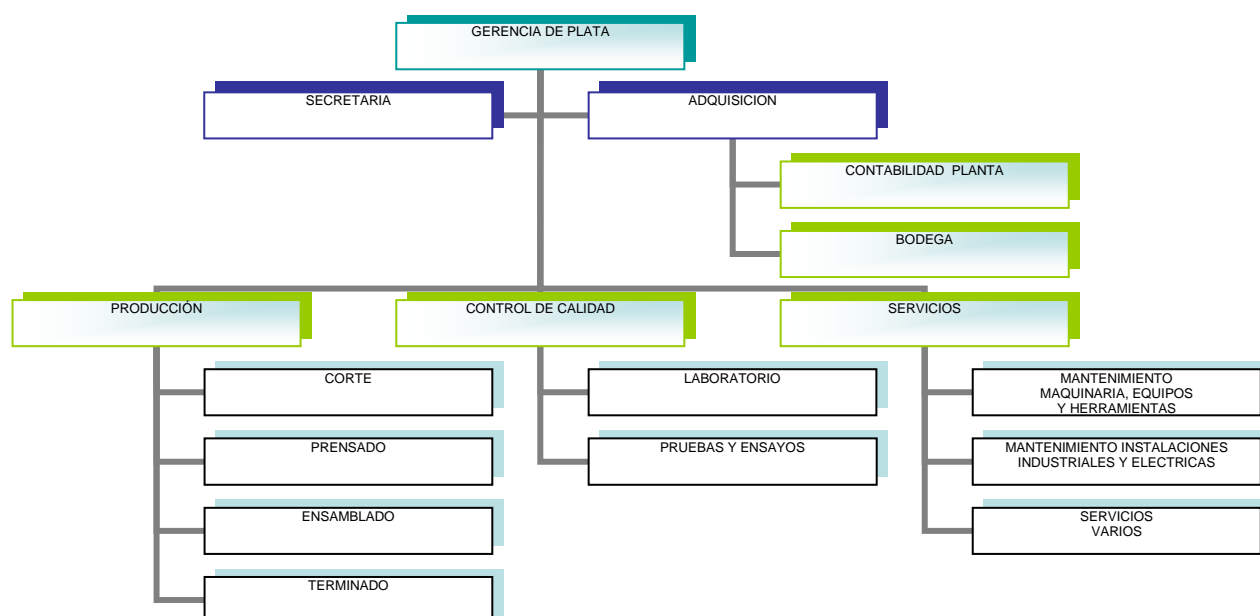 GERENCIA DE PLATA
SECRETARIA
ADQUISICION
CONTABILIDAD PLANTA
BODEGA
PRODUCCIÓN
CONTROL DE CALIDAD
SERVICIOS
CORTE
PRENSADO
ENSAMBLADO
TERMINADO
LABORATORIO
PRUEBAS Y ENSAYOS
MANTENIMIENTO
MAQUINARIA, EQUIPOS
Y HERRAMIENTAS
MANTENIMIENTO INSTALACIONES
INDUSTRIALES Y ELECTRICAS
SERVICIOS
VARIOS